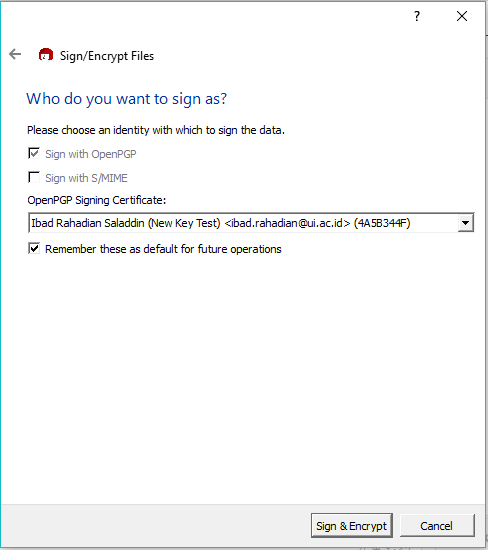 ?
Sign/Encrypt Files
Who do you want to sign as?
Please choose an identity with which to sign the data.
Sign with OpenPGP
Sign with S/MIME
OpenPGP Signing Certificate:
Ibad Rahadian Saladdin (New Key Test) <ibad.rahadian@ui.ac.id> (4A5B344F)
Remember these as default for future operations
Sign & Encrypt
Cancel